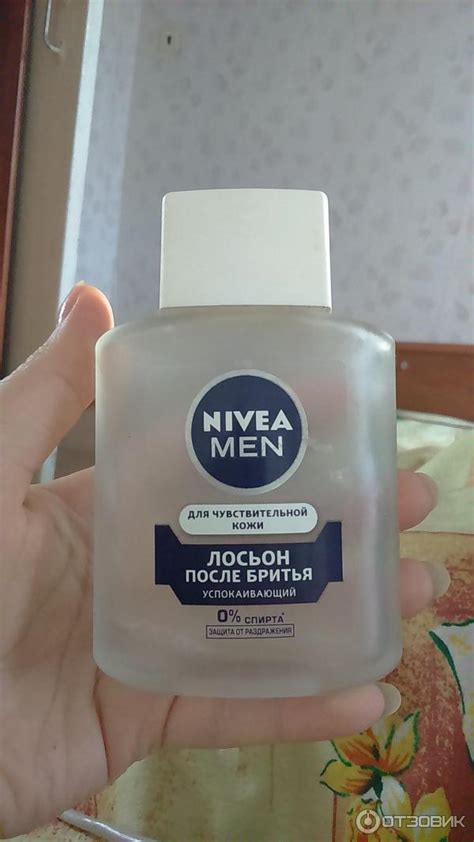 NIVEA
MEN
ДЛЯ ЧУВСТВИТЕЛЬНОЙ
КОЖИ
ЛОСЬОН
ПОСЛЕ БРИТЬЯ
УСПОКАИВАЮЩИЙ
0% СПИРТА*
ЗАЩИТА ОТ РАЗДРАЖЕНИЯ
ОТЗОВИК